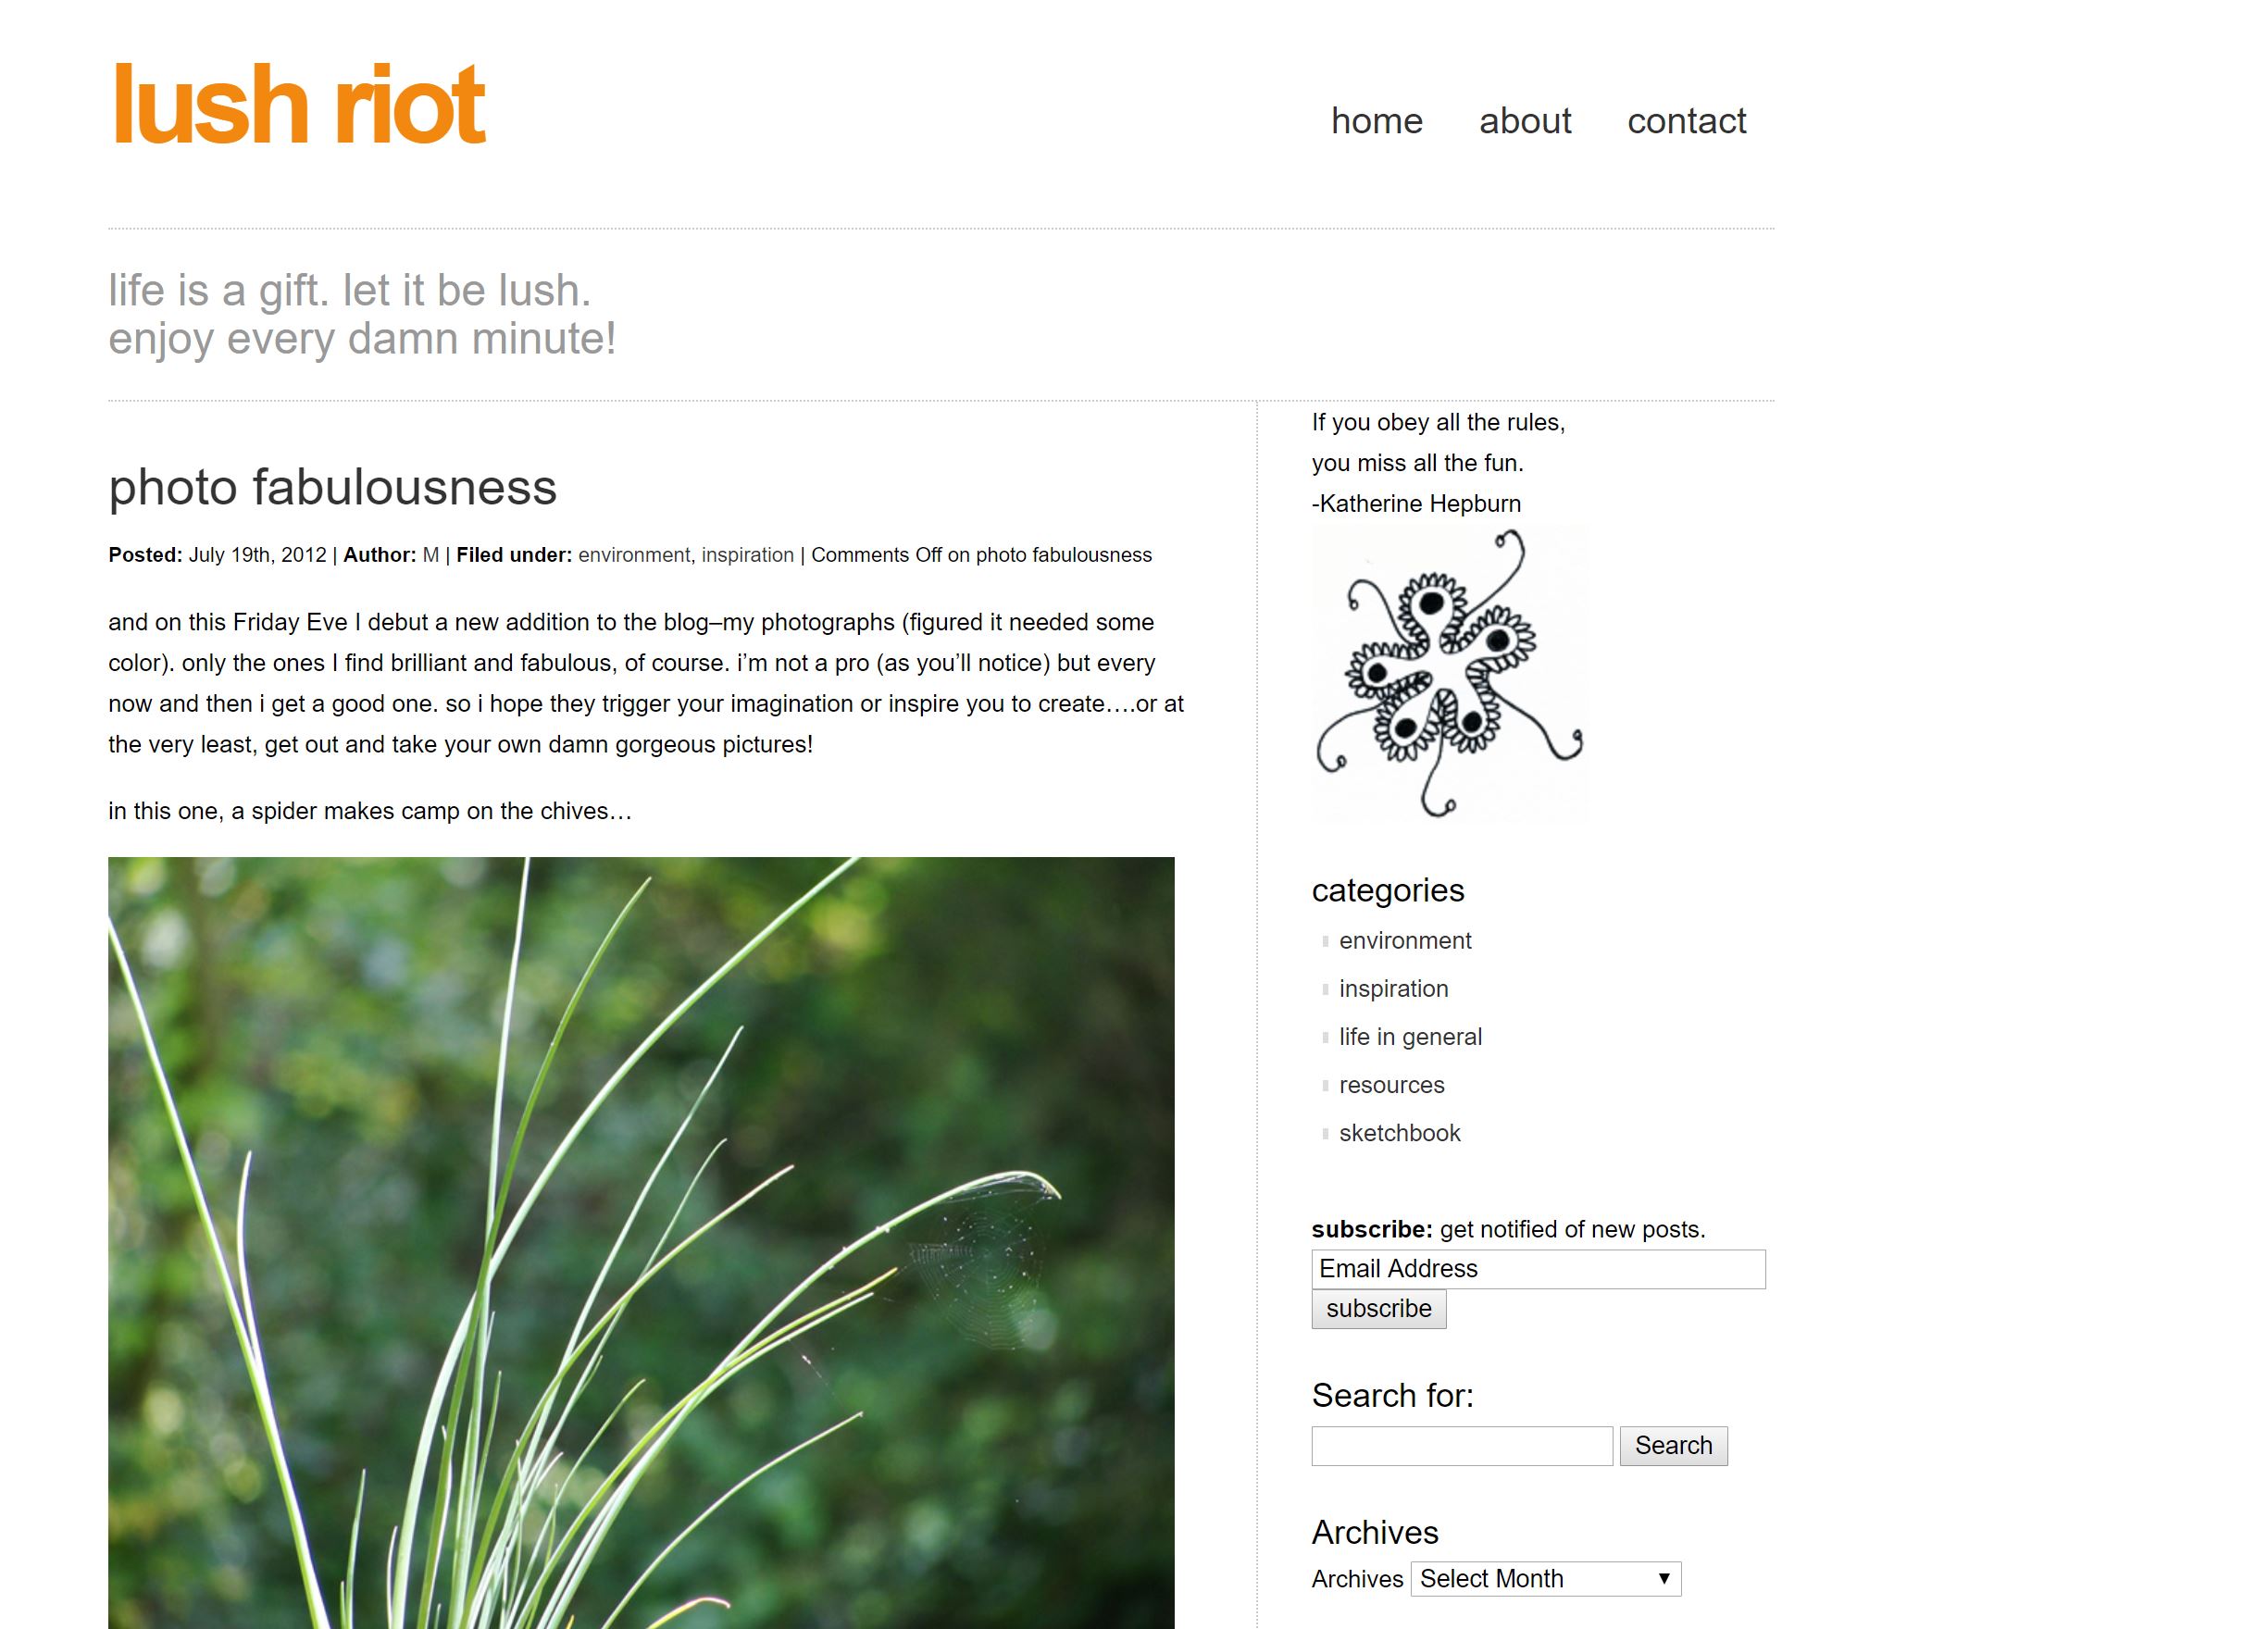 lush riot
home about contact
life is a gift. let it be lush.
enjoy every damn minute!
photo fabulousness
Posted: July 19th, 2012 | Author: M | Filed under: environment, inspiration | Comments Off on photo fabulousness
and on this Friday Eve I debut a new addition to the blog–my photographs (figured it needed some
color). only the ones I find brilliant and fabulous, of course. i’m not a pro (as you’ll notice) but every
now and then i get a good one. so i hope they trigger your imagination or inspire you to create….or at
the very least, get out and take your own damn gorgeous pictures!
in this one, a spider makes camp on the chives…
If you obey all the rules,
you miss all the fun.
-Katherine Hepburn
categories
environment
inspiration
life in general
resources
sketchbook
subscribe: get notified of new posts.
Email Address
subscribe
Search for:
Search
Archives
Archives Select Month